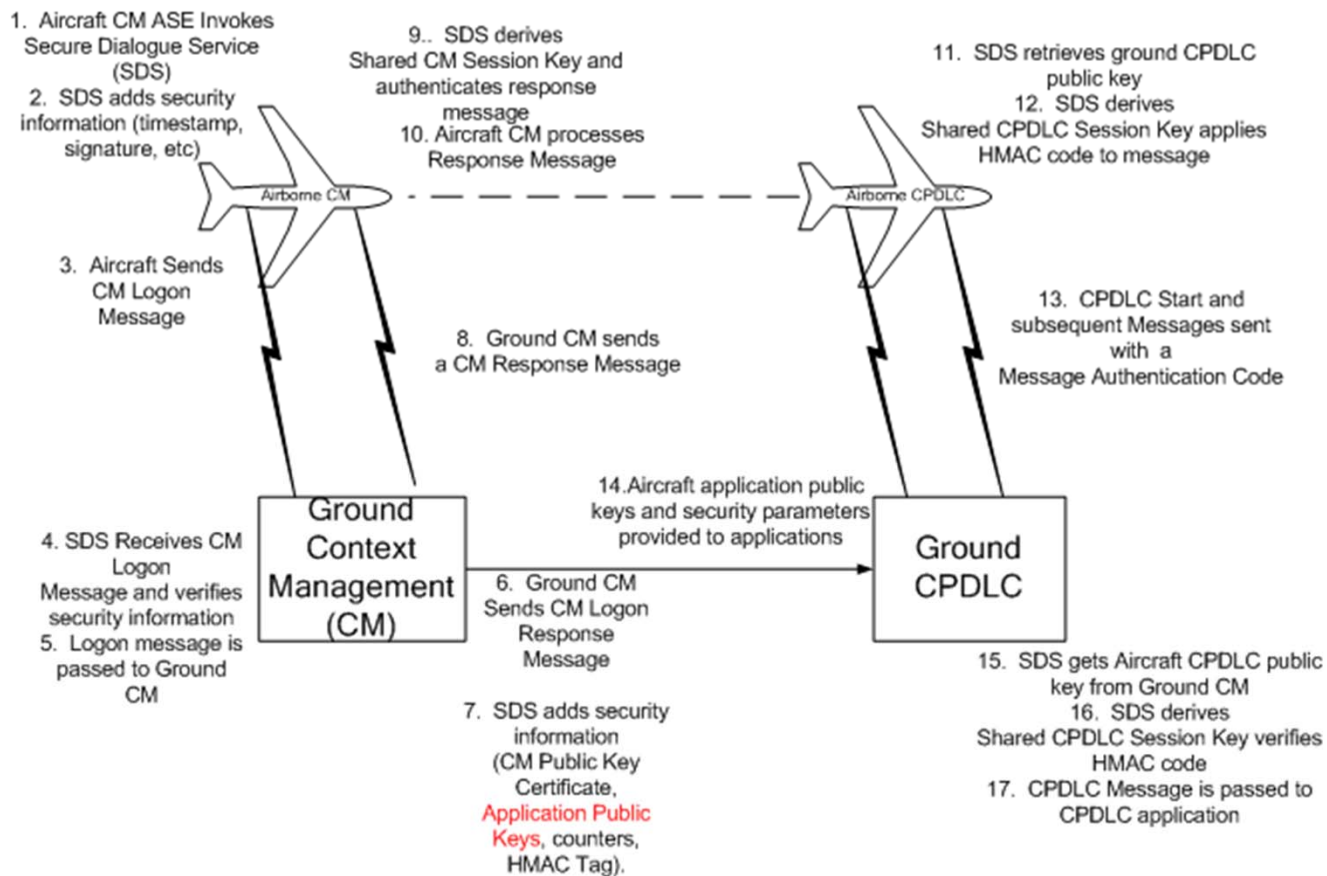 1. Aircraft CM ASE Invokes
Secure Dialogue Service
(SDS)
2. SDS adds security
information (timestamp,
signature, etc)
9.. SDS derives
Shared CM Session Key and
authenticates response
message
10. Aircraft CM processes
Response Message
11. SDS retrieves ground CPDLC
public key
12. SDS derives
Shared CPDLC Session Key applies
HMAC code to message
Airborne CM
Airborne CPDLC
3. Aircraft Sends
CM Logon
Message
8. Ground CM sends
a CM Response Message
13. CPDLC Start and
subsequent Messages sent
with a
Message Authentication Code
4. SDS Receives CM
Logon
Message and verifies
security information
5. Logon message is
passed to Ground
CM
Ground
Context
Management
(CM)
14.Aircraft application public
keys and security parameters
provided to applications
6. Ground CM
Sends CM Logon
Response
Message
7. SDS adds security
information
(CM Public Key
Certificate,
Application Public
Keys, counters,
HMAC Tag).
Ground
CPDLC
15. SDS gets Aircraft CPDLC public
key from Ground CM
16. SDS derives
Shared CPDLC Session Key verifies
HMAC code
17. CPDLC Message is passed to
CPDLC application